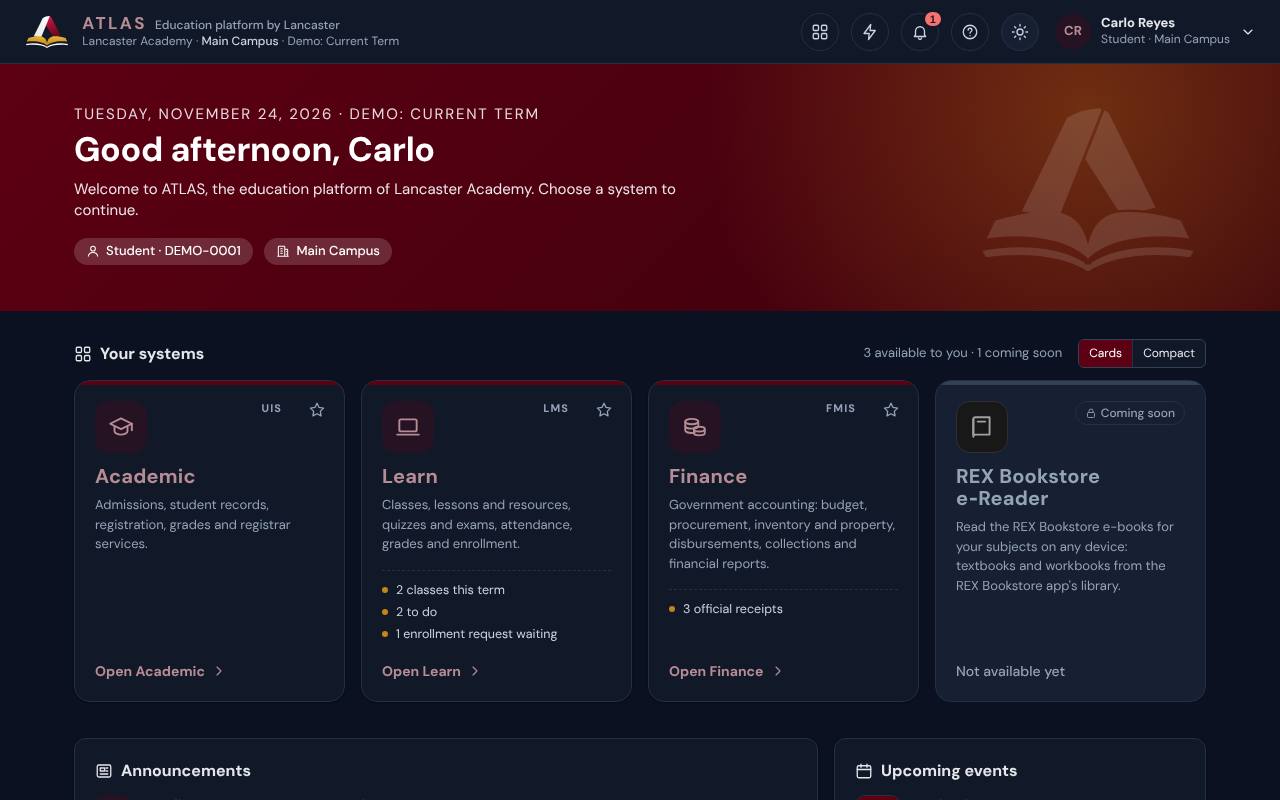 ATLAS Education platform by Lancaster
Lancaster Academy · Main Campus · Demo: Current Term
1
CR
Carlo Reyes
Student · Main Campus
TUESDAY, NOVEMBER 24, 2026 · DEMO: CURRENT TERM
Good afternoon, Carlo
Welcome to ATLAS, the education platform of Lancaster Academy. Choose a system to
continue.
Student · DEMO-0001
Main Campus
Your systems
3 available to you · 1 coming soon
Cards
Compact
UIS
Academic
Admissions, student records,
registration, grades and registrar
services.
Open Academic
LMS
Learn
Classes, lessons and resources,
quizzes and exams, attendance,
grades and enrollment.
2 classes this term
2 to do
1 enrollment request waiting
Open Learn
FMIS
Finance
Government accounting: budget,
procurement, inventory and property,
disbursements, collections and
financial reports.
3 official receipts
Open Finance
Coming soon
REX Bookstore
e-Reader
Read the REX Bookstore e-books for
your subjects on any device:
textbooks and workbooks from the
REX Bookstore app's library.
Not available yet
Announcements
Upcoming events